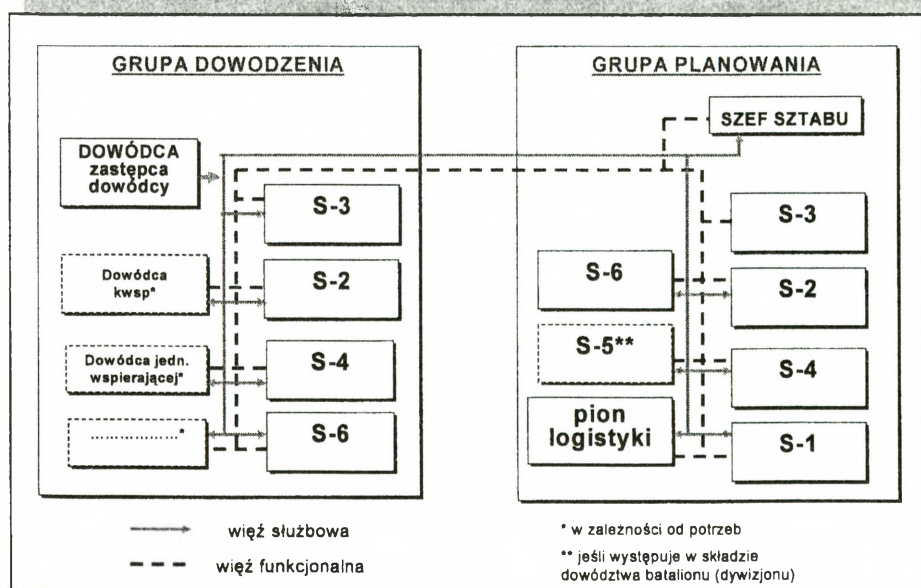 GRUPA DOWODZENIA
DOWÓDCA
zastępca
dowódcy
S-3
Dowódca
kwsp*
S-2
Dowódca jedn.
wspierającej*
S-4
..................*
S-6
GRUPA PLANOWANIA
SZEF SZTABU
S-3
S-6
S-2
S-5**
S-4
pion
logistyki
S-1
więź służbowa
więź funkcjonalna
* w zależności od potrzeb
** jeśli występuje w składzie
dowództwa batalionu (dywizjonu)